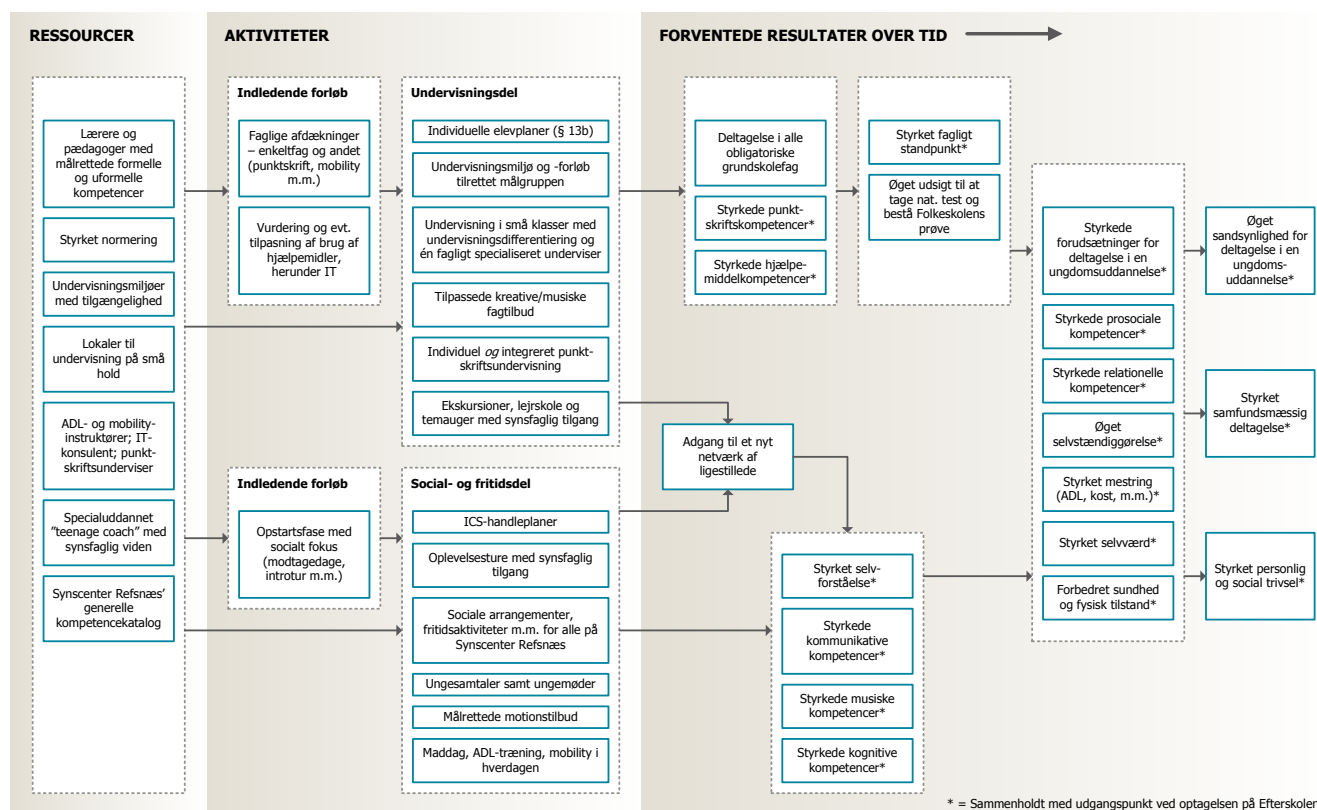 RESSOURCER
AKTIVITETER
FORVENTEDE RESULTATER OVER TID
Lærere og
pædagoger med
målrettede formelle
og uformelle
kompetencer
Styrket normering
Undervisningsmiljøer
med tilgængelighed
Lokaler til
undervisning på små
hold
ADL- og mobility-
instruktører; IT-
konsulent; punkt-
skriftsunderviser
Specialuddannet
”teenage coach” med
synsfaglig viden
Synscenter Refsnæs’
generelle
kompetencekatalog
Indledende forløb
Faglige afdækninger
– enkeltfag og andet
(punktskrift, mobility
m.m.)
Vurdering og evt.
tilpasning af brug af
hjælpemidler,
herunder IT
Undervisningsdel
Individuelle elevplaner (§ 13b)
Undervisningsmiljø og -forløb
tilrettet målgruppen
Undervisning i små klasser med
undervisningsdifferentiering og
én fagligt specialiseret underviser
Tilpassede kreative/musiske
fagtilbud
Individuel og integreret punkt-
skriftsundervisning
Ekskursioner, lejrskole og
temauger med synsfaglig tilgang
Indledende forløb
Opstartsfase med
socialt fokus
(modtagedage,
introtur m.m.)
Social- og fritidsdel
ICS-handleplaner
Oplevelsesture med synsfaglig
tilgang
Sociale arrangementer,
fritidsaktiviteter m.m. for alle på
Synscenter Refsnæs
Ungesamtaler samt ungemøder
Målrettede motionstilbud
Maddag, ADL-træning, mobility i
hverdagen
Deltagelse i alle
obligatoriske
grundskolefag
Styrkede punkt-
skriftskompetencer*
Styrkede hjælpe-
middelkompetencer*
Styrket fagligt
standpunkt*
Øget udsigt til at
tage nat. test og
bestå Folkeskolens
prøve
Adgang til et nyt
netværk af
ligestillede
Styrket selv-
forståelse*
Styrkede
kommunikative
kompetencer*
Styrkede musiske
kompetencer*
Styrkede kognitive
kompetencer*
Styrkede
forudsætninger for
deltagelse i en
ungdomsuddannelse*
Styrkede prosociale
kompetencer*
Styrkede relationelle
kompetencer*
Øget
selvstændiggørelse*
Styrket mestring
(ADL, kost, m.m.)*
Styrket selvværd*
Forbedret sundhed
og fysisk tilstand*
Øget
sandsynlighed for
deltagelse i en
ungdoms-
uddannelse*
Styrket
samfundsmæssig
deltagelse*
Styrket personlig
og social trivsel*
* = Sammenholdt med udgangspunkt ved optagelsen på Efterskolen